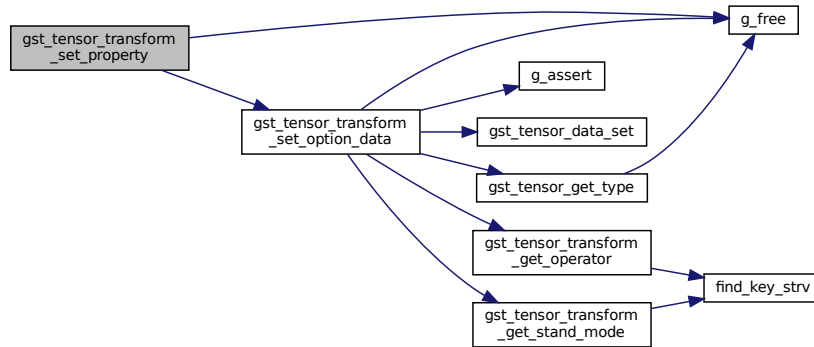 gst_tensor_transform
_set_property
g_free
g_assert
gst_tensor_transform
_set_option_data
gst_tensor_data_set
gst_tensor_get_type
gst_tensor_transform
_get_operator
find_key_strv
gst_tensor_transform
_get_stand_mode